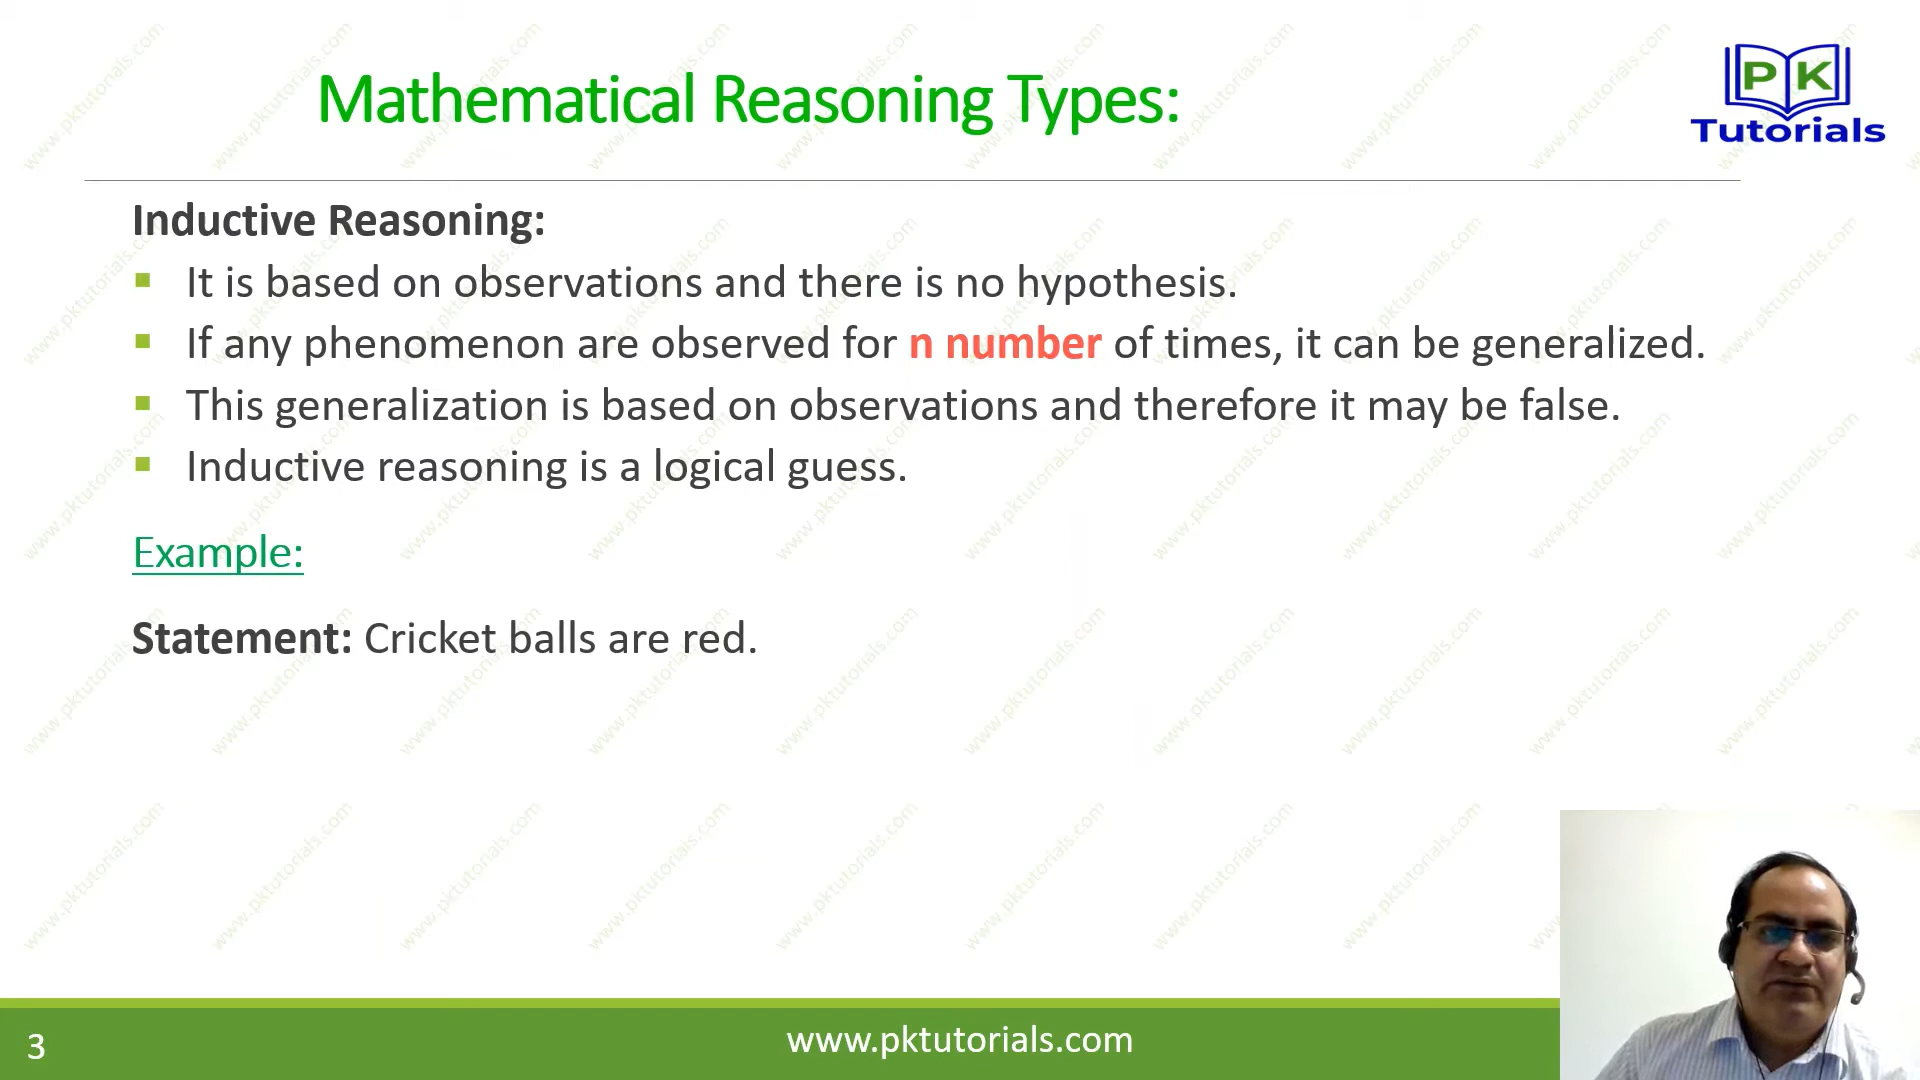 Mathematical Reasoning Types:
PK
Tutorials
Inductive Reasoning:
▪ It is based on observations and there is no hypothesis.
▪ If any phenomenon are observed for n number of times, it can be generalized.
▪ This generalization is based on observations and therefore it may be false.
▪ Inductive reasoning is a logical guess.
Example:
Statement: Cricket balls are red.
3
www.pktutorials.com